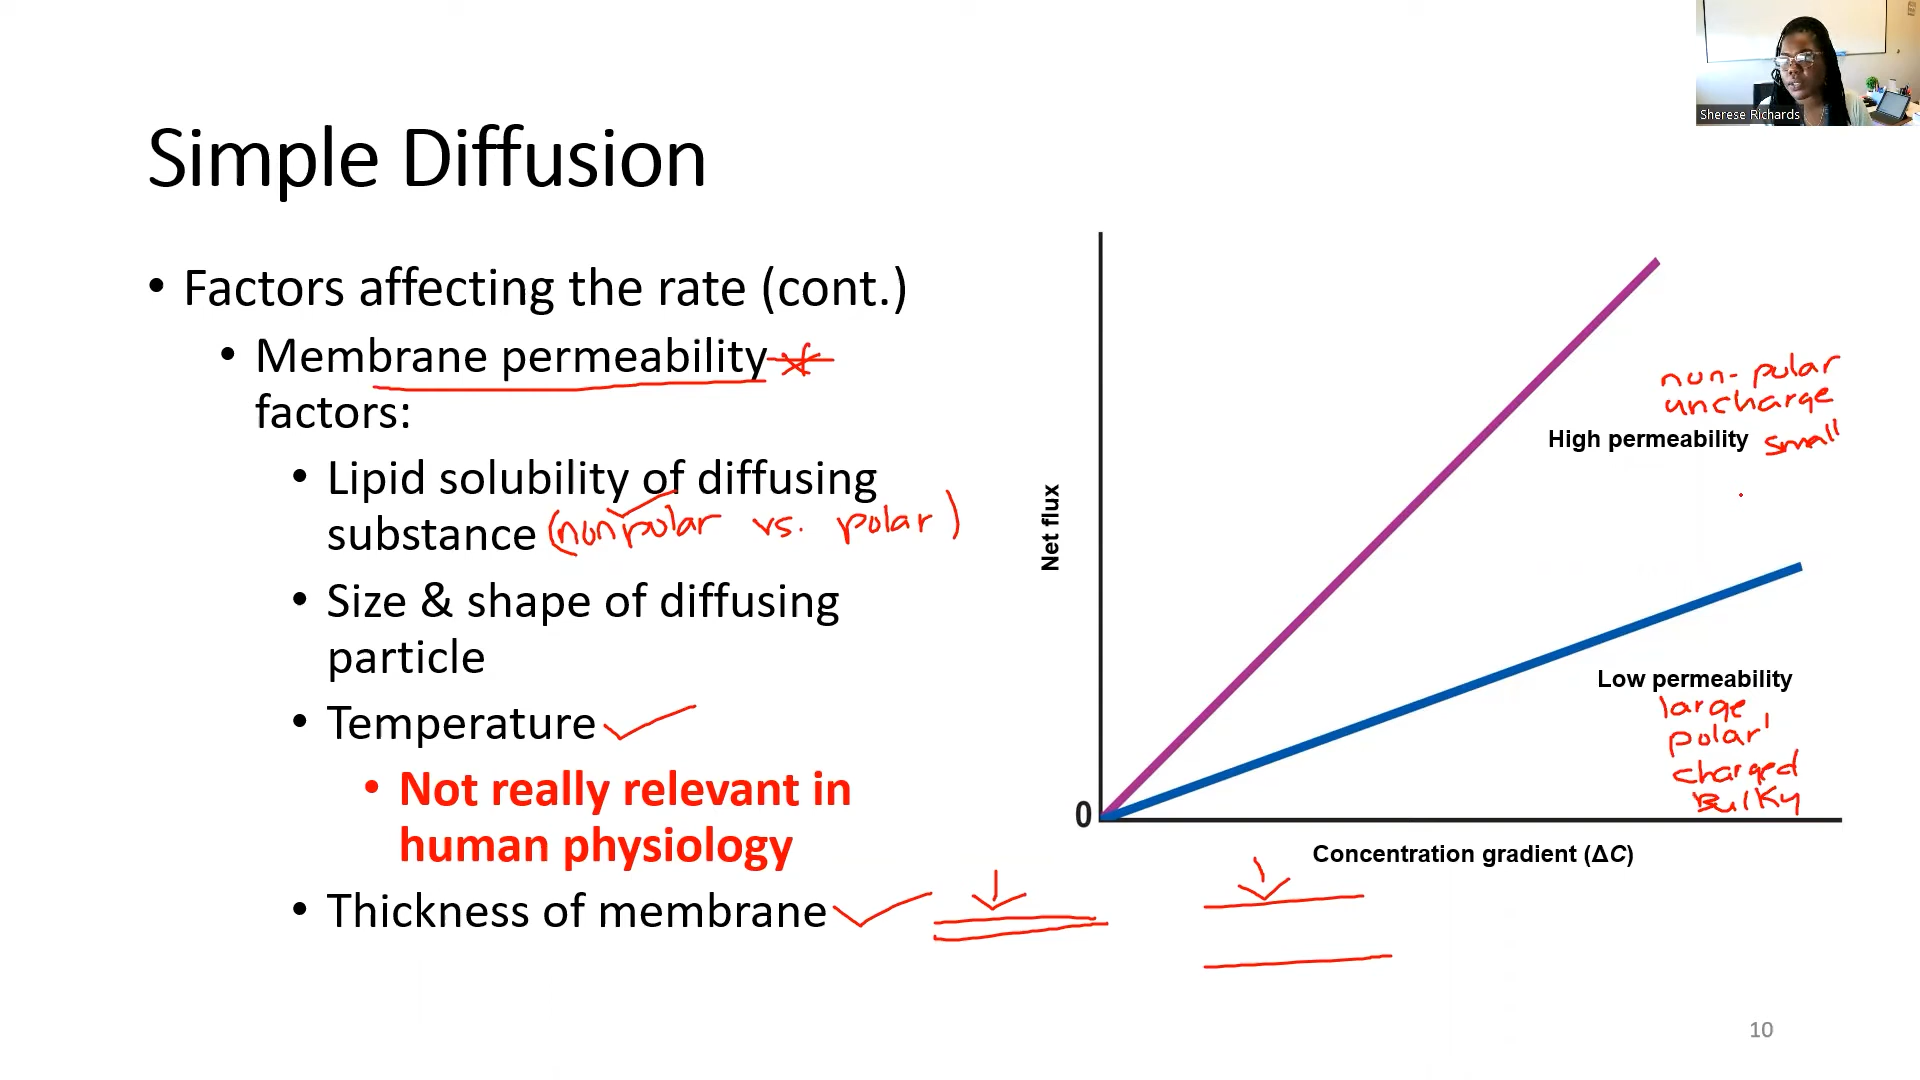 Sherese Richards
Simple Diffusion
• Factors affecting the rate (cont.)
• Membrane permeability
factors:
• Lipid solubility of diffusing
substance (nonpolar vs. polar)
• Size & shape of diffusing
particle
• Temperature
• Not really relevant in
human physiology
• Thickness of membrane
Net flux
non-polar
uncharge
High permeability small
Low permeability
large
polar
charged
Bulky
0
Concentration gradient (ΔC)
10